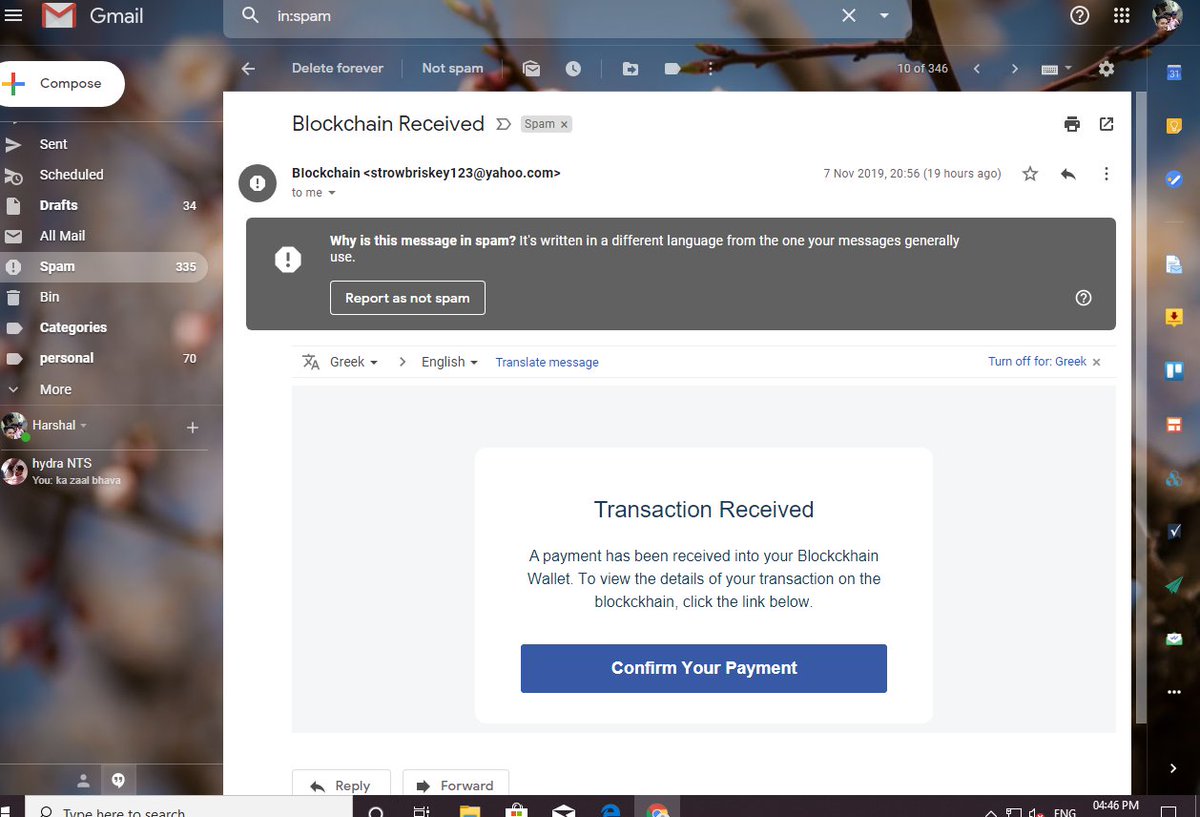 Gmail
in:spam
Compose
Delete forever
Not spam
10 of 346
31
Sent
Scheduled
Drafts 34
All Mail
Spam 335
Bin
Categories
personal 70
More
Harshal
hydra NTS
You: ka zaal bhava
Blockchain Received
Spam
Blockchain <strowbriskey123@yahoo.com>
7 Nov 2019, 20:56 (19 hours ago)
to me
Why is this message in spam? It's written in a different language from the one your messages generally
use.
Report as not spam
Greek
English
Translate message
Turn off for: Greek
Transaction Received
A payment has been received into your Blockckhain
Wallet. To view the details of your transaction on the
blockckhain, click the link below.
Confirm Your Payment
Reply
Forward
Type here to search
ENG
04:46 PM